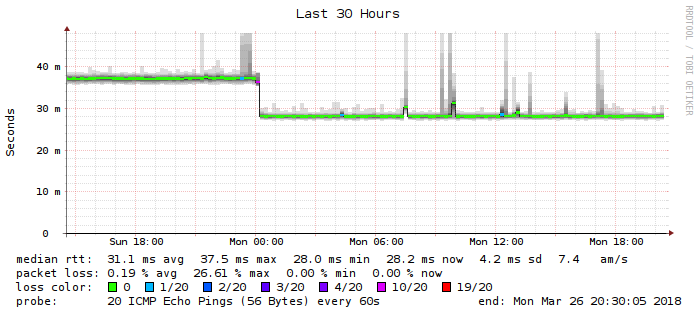 Last 30 Hours
RRDTOOL / TOBI OETIKER
Seconds
40 m
30 m
20 m
10 m
0
Sun 18:00 Mon 00:00 Mon 06:00 Mon 12:00 Mon 18:00
median rtt: 31.1 ms avg 37.5 ms max 28.0 ms min 28.2 ms now 4.2 ms sd 7.4 am/s
packet loss: 0.19 % avg 26.61 % max 0.00 % min 0.00 % now
loss color: 0 1/20 2/20 3/20 4/20 10/20 19/20
probe: 20 ICMP Echo Pings (56 Bytes) every 60s end: Mon Mar 26 20:30:05 2018